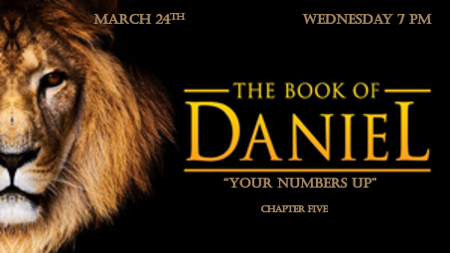 MARCH 24TH
WEDNESDAY 7 PM
THE BOOK OF
DANIEL
"YOUR NUMBERS UP"
CHAPTER FIVE